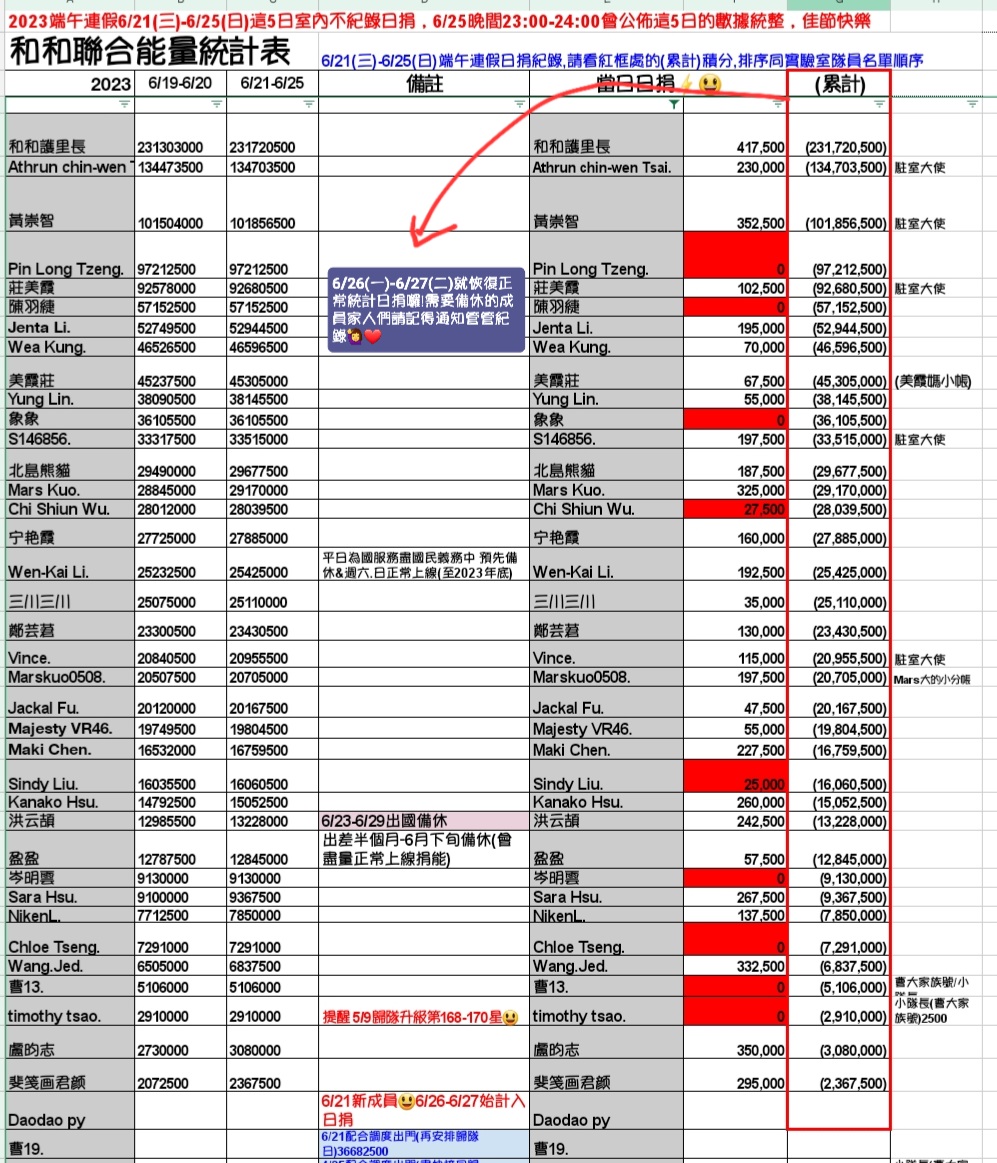 2023端午連假6/21(三)-6/25(日)這5日室內不紀錄日捐，6/25晚間23:00-24:00會公佈這5日的數據統整，佳節快樂
和和聯合能量統計表
6/21(三)-6/25(日)端午連假日捐紀錄,請看紅框處的(累計)積分,排序同實驗室隊員名單順序
2023 6/19-6/20 6/21-6/25 備註 當日日捐⚡😃 (累計)
和和護里長 231303000 231720500 和和護里長 417,500 (231,720,500)
Athrun chin-wen 134473500 134703500 Athrun chin-wen Tsai. 230,000 (134,703,500) 駐室大使
黃崇智 101504000 101856500 黃崇智 352,500 (101,856,500) 駐室大使
Pin Long Tzeng. 97212500 97212500 Pin Long Tzeng. 0 (97,212,500)
莊美霞 92578000 92680500 莊美霞 102,500 (92,680,500) 駐室大使
陳羽緁 57152500 57152500 陳羽緁 0 (57,152,500)
Jenta Li. 52749500 52944500 Jenta Li. 195,000 (52,944,500)
Wea Kung. 46526500 46596500 Wea Kung. 70,000 (46,596,500)
6/26(一)-6/27(二)就恢復正
常統計日捐囉!需要備休的成
員家人們請記得通知管管紀
錄🙋‍♀️❤️
美霞莊 45237500 45305000 美霞莊 67,500 (45,305,000) (美霞媽小帳)
Yung Lin. 38090500 38145500 Yung Lin. 55,000 (38,145,500)
象象 36105500 36105500 象象 0 (36,105,500)
S146856. 33317500 33515000 S146856. 197,500 (33,515,000) 駐室大使
北島熊貓 29490000 29677500 北島熊貓 187,500 (29,677,500)
Mars Kuo. 28845000 29170000 Mars Kuo. 325,000 (29,170,000)
Chi Shiun Wu. 28012000 28039500 Chi Shiun Wu. 27,500 (28,039,500)
宁艳霞 27725000 27885000 宁艳霞 160,000 (27,885,000)
Wen-Kai Li. 25232500 25425000 平日為國服務盡國民義務中 預先備
休&週六.日正常上線(至2023年底) Wen-Kai Li. 192,500 (25,425,000)
三川三川 25075000 25110000 三川三川 35,000 (25,110,000)
鄭芸菪 23300500 23430500 鄭芸菪 130,000 (23,430,500)
Vince. 20840500 20955500 Vince. 115,000 (20,955,500) 駐室大使
Marskuo0508. 20507500 20705000 Marskuo0508. 197,500 (20,705,000) Mars大的小分帳
Jackal Fu. 20120000 20167500 Jackal Fu. 47,500 (20,167,500)
Majesty VR46. 19749500 19804500 Majesty VR46. 55,000 (19,804,500)
Maki Chen. 16532000 16759500 Maki Chen. 227,500 (16,759,500)
Sindy Liu. 16035500 16060500 Sindy Liu. 25,000 (16,060,500)
Kanako Hsu. 14792500 15052500 Kanako Hsu. 260,000 (15,052,500)
洪云頡 12985500 13228000 6/23-6/29出國備休 洪云頡 242,500 (13,228,000)
盈盈 12787500 12845000 出差半個月-6月下旬備休(會
盡量正常上線捐能) 盈盈 57,500 (12,845,000)
岑明雲 9130000 9130000 岑明雲 0 (9,130,000)
Sara Hsu. 9100000 9367500 Sara Hsu. 267,500 (9,367,500)
NikenL. 7712500 7850000 NikenL. 137,500 (7,850,000)
Chloe Tseng. 7291000 7291000 Chloe Tseng. 0 (7,291,000)
Wang.Jed. 6505000 6837500 Wang.Jed. 332,500 (6,837,500)
曹13. 5106000 5106000 曹13. 0 (5,106,000) 曹大家族號/小
timothy tsao. 2910000 2910000 提醒 5/9歸隊升級第168-170星😃 timothy tsao. 0 (2,910,000) 小隊長(曹大家
族號)2500
盧昀志 2730000 3080000 盧昀志 350,000 (3,080,000)
斐笺画君颜 2072500 2367500 斐笺画君颜 295,000 (2,367,500)
Daodao py 6/21新成員😃6/26-6/27始計入
日捐 Daodao py
曹19. 6/21配合調度出門(再安排歸隊
日)36682500 曹19.